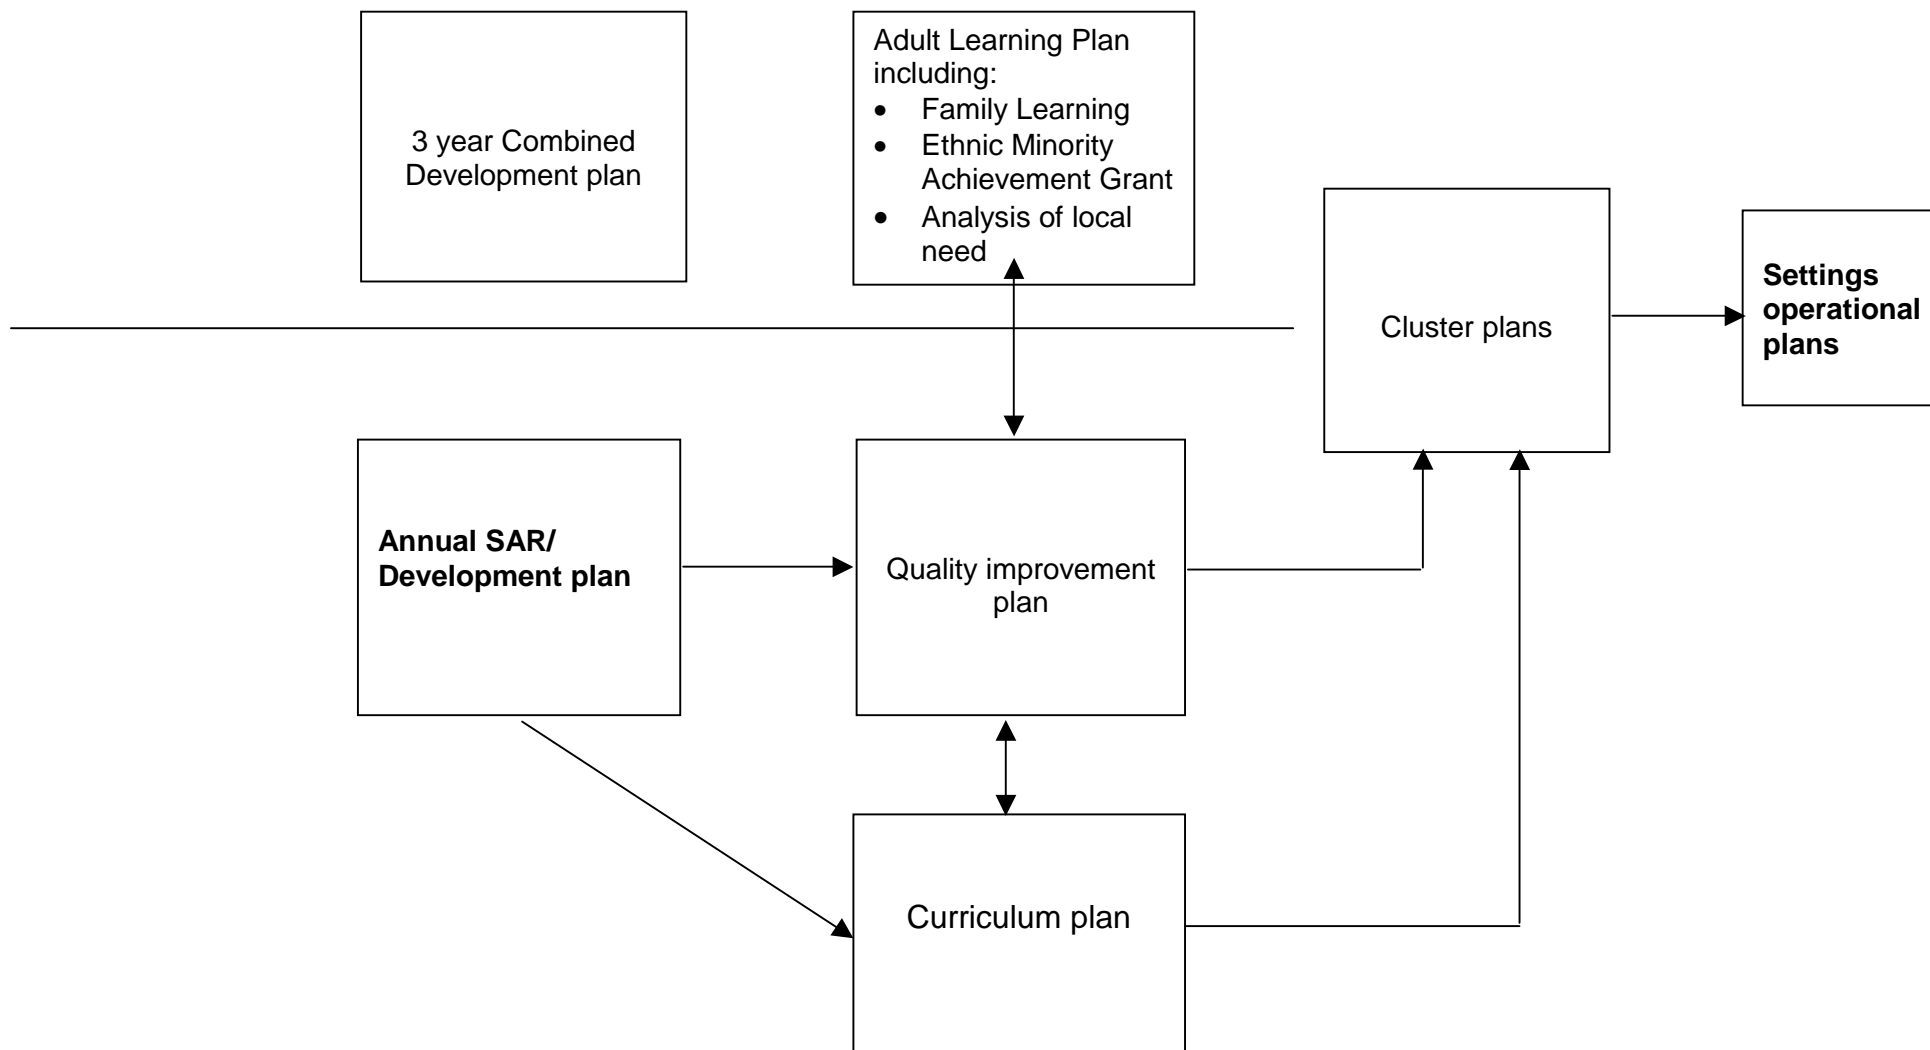 3 year Combined
Development plan
Adult Learning Plan
including:
• Family Learning
• Ethnic Minority
Achievement Grant
• Analysis of local
need
Cluster plans
Settings
operational
plans
Annual SAR/
Development plan
Quality improvement
plan
Curriculum plan